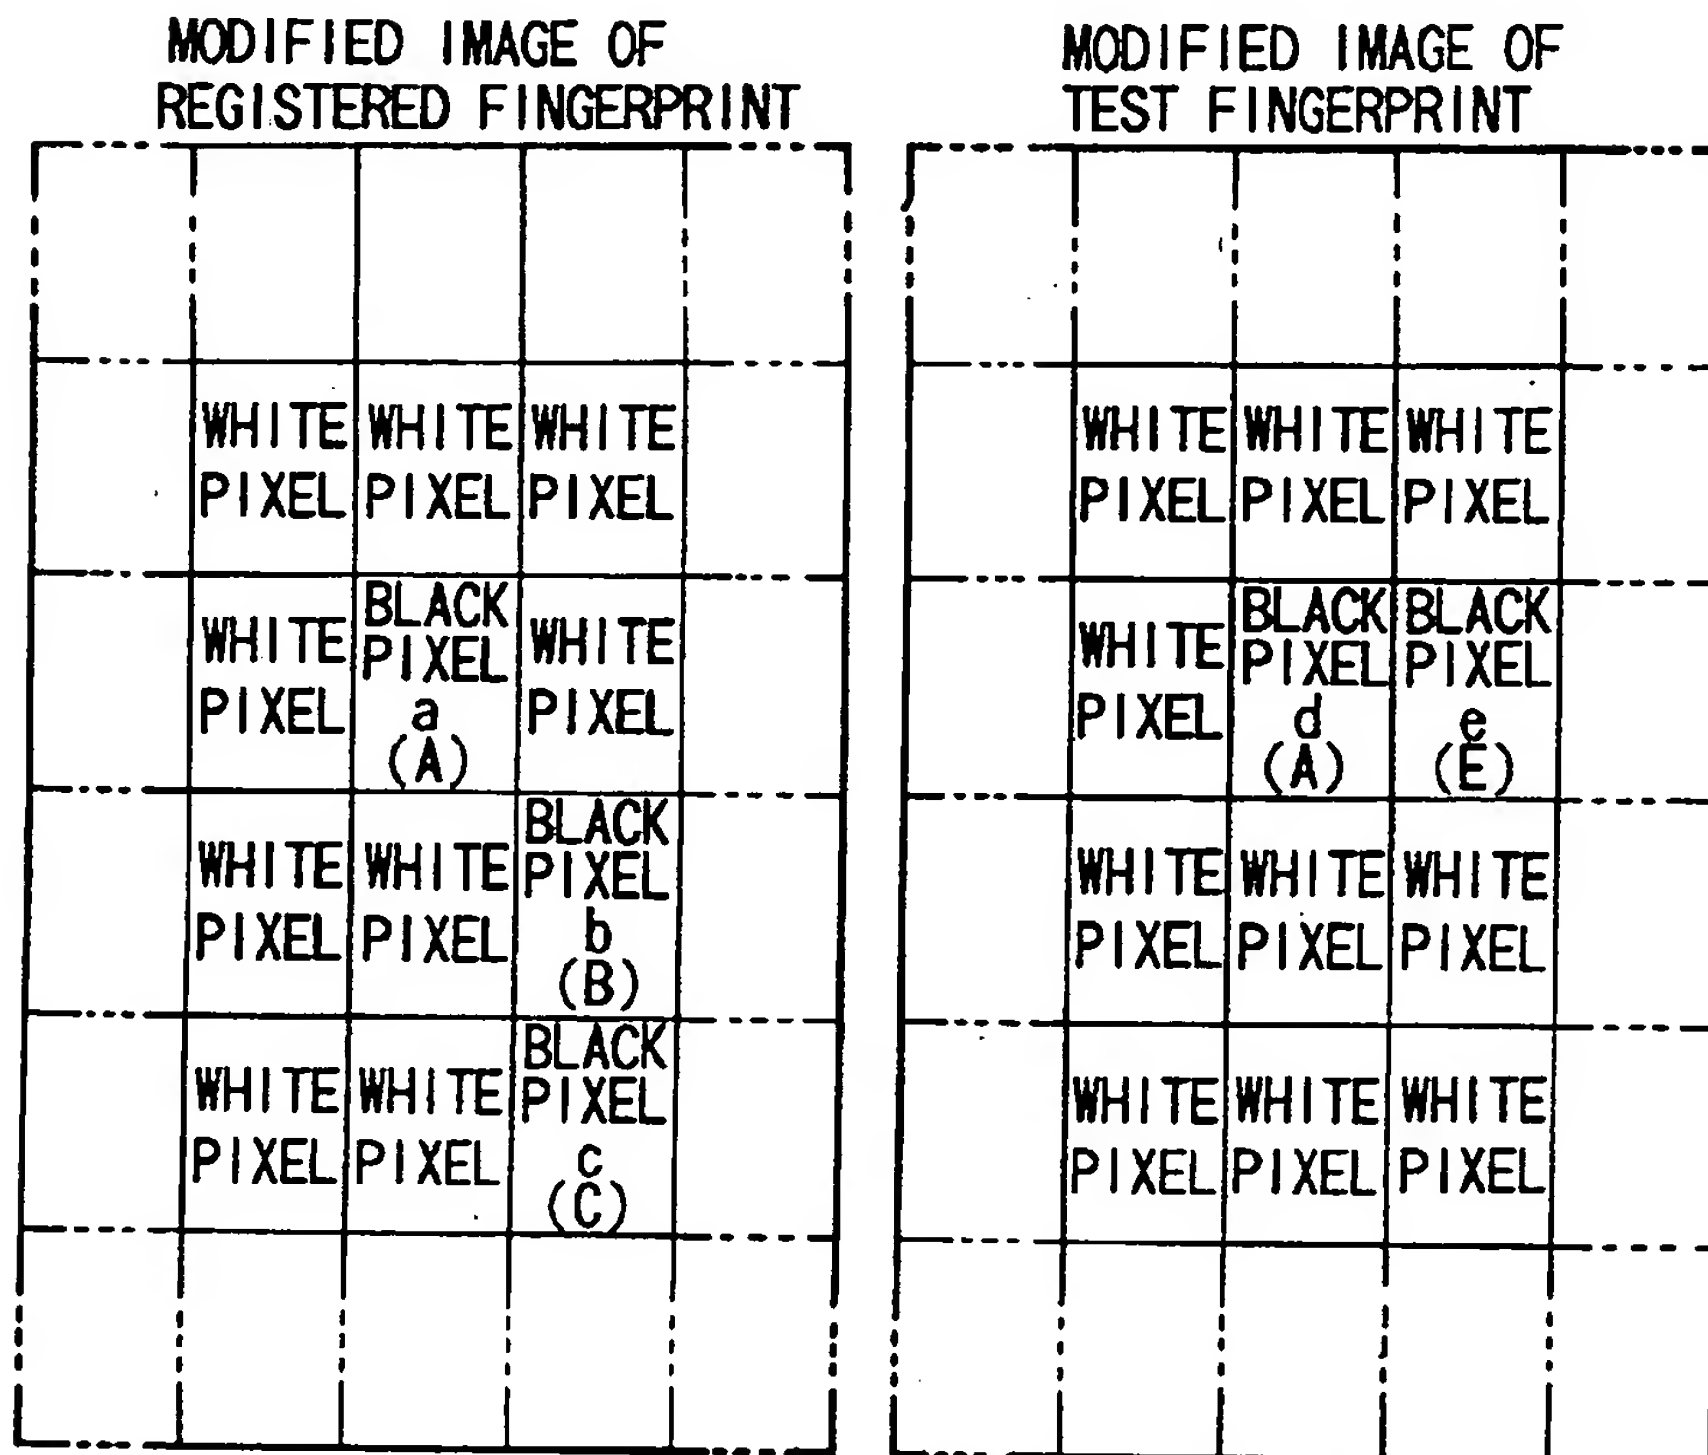 MODIFIED IMAGE OF
REGISTERED FINGERPRINT
WHITE WHITE WHITE
PIXEL PIXEL PIXEL
WHITE BLACK WHITE
PIXEL PIXEL PIXEL
a
(A)
WHITE WHITE BLACK
PIXEL PIXEL PIXEL
b
(B)
WHITE WHITE BLACK
PIXEL PIXEL PIXEL
c
(C)
MODIFIED IMAGE OF
TEST FINGERPRINT
WHITE WHITE WHITE
PIXEL PIXEL PIXEL
WHITE BLACK BLACK
PIXEL PIXEL PIXEL
d e
(A) (E)
WHITE WHITE WHITE
PIXEL PIXEL PIXEL
WHITE WHITE WHITE
PIXEL PIXEL PIXEL